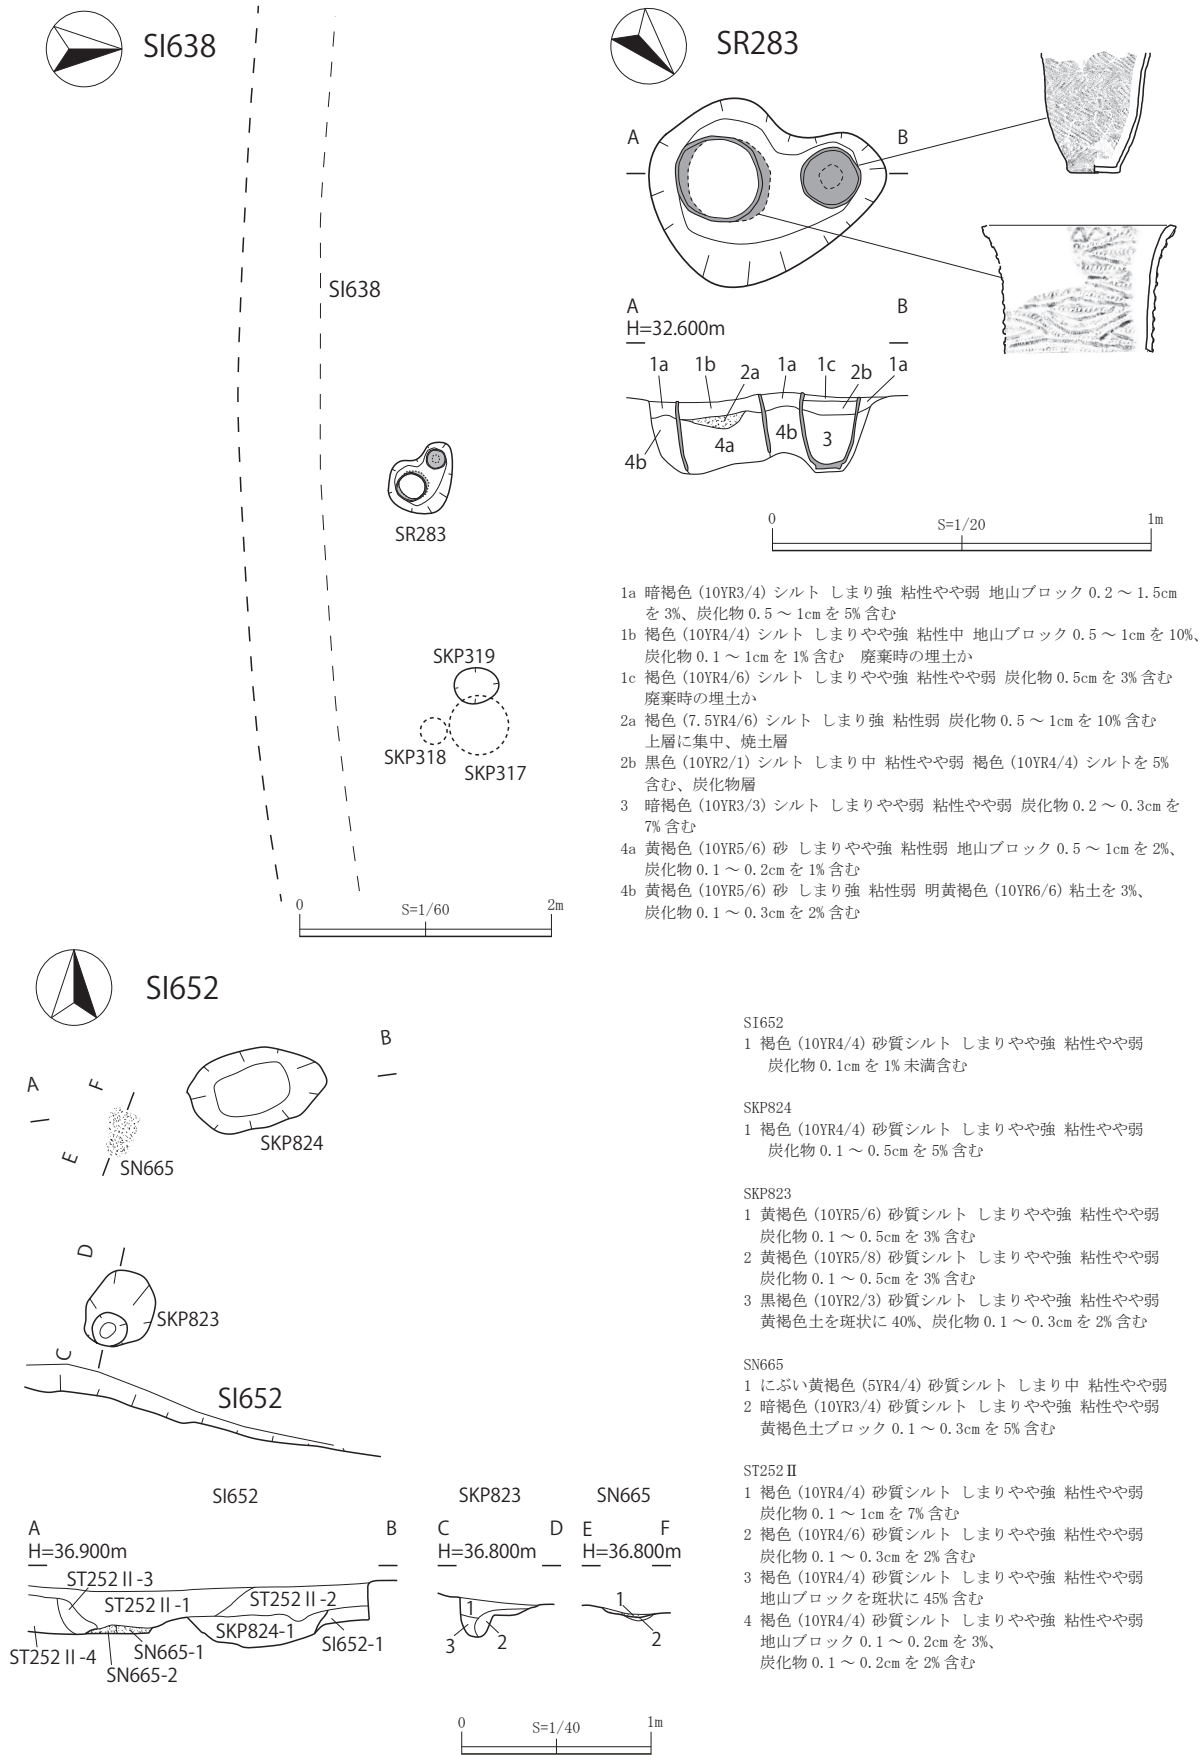 SI638
SI638
SR283
SKP319
SKP318
SKP317
0 S=1/60 2m
SR283
A B
A B
H=32.600m
1a 1b 2a 1a 1c 2b 1a
4b 4a 4b 3
0 S=1/20 1m
1a 暗褐色 (10YR3/4) シルト しまり強 粘性やや弱 地山ブロック 0.2 ～ 1.5cm
を 3%、炭化物 0.5 ～ 1cm を 5% 含む
1b 褐色 (10YR4/4) シルト しまりやや強 粘性中 地山ブロック 0.5 ～ 1cm を 10%、
炭化物 0.1 ～ 1cm を 1% 含む 廃棄時の埋土か
1c 褐色 (10YR4/6) シルト しまりやや強 粘性やや弱 炭化物 0.5cm を 3% 含む
廃棄時の埋土か
2a 褐色 (7.5YR4/6) シルト しまり強 粘性弱 炭化物 0.5 ～ 1cm を 10% 含む
上層に集中、焼土層
2b 黒色 (10YR2/1) シルト しまり中 粘性やや弱 褐色 (10YR4/4) シルトを 5%
含む、炭化物層
3 暗褐色 (10YR3/3) シルト しまりやや弱 粘性やや弱 炭化物 0.2 ～ 0.3cm を
7% 含む
4a 黄褐色 (10YR5/6) 砂 しまりやや強 粘性弱 地山ブロック 0.5 ～ 1cm を 2%、
炭化物 0.1 ～ 0.2cm を 1% 含む
4b 黄褐色 (10YR5/6) 砂 しまり強 粘性弱 明黄褐色 (10YR6/6) 粘土を 3%、
炭化物 0.1 ～ 0.3cm を 2% 含む
SI652
A F B
E SN665 SKP824
D
SKP823
C
SI652
SI652
A B
H=36.900m
ST252Ⅱ-3
ST252Ⅱ-1 ST252Ⅱ-2
SKP824-1
ST252Ⅱ-4 SN665-1 SI652-1
SN665-2
SKP823
C D
H=36.800m
1
3 2
SN665
E F
H=36.800m
1
2
0 S=1/40 1m
SI652
1 褐色 (10YR4/4) 砂質シルト しまりやや強 粘性やや弱
炭化物 0.1cm を 1% 未満含む
SKP824
1 褐色 (10YR4/4) 砂質シルト しまりやや強 粘性やや弱
炭化物 0.1 ～ 0.5cm を 5% 含む
SKP823
1 黄褐色 (10YR5/6) 砂質シルト しまりやや強 粘性やや弱
炭化物 0.1 ～ 0.5cm を 3% 含む
2 黄褐色 (10YR5/8) 砂質シルト しまりやや強 粘性やや弱
炭化物 0.1 ～ 0.5cm を 3% 含む
3 黒褐色 (10YR2/3) 砂質シルト しまりやや強 粘性やや弱
黄褐色土を斑状に 40%、炭化物 0.1 ～ 0.3cm を 2% 含む
SN665
1 にぶい黄褐色 (5YR4/4) 砂質シルト しまり中 粘性やや弱
2 暗褐色 (10YR3/4) 砂質シルト しまりやや強 粘性やや弱
黄褐色土ブロック 0.1 ～ 0.3cm を 5% 含む
ST252Ⅱ
1 褐色 (10YR4/4) 砂質シルト しまりやや強 粘性やや弱
炭化物 0.1 ～ 1cm を 7% 含む
2 褐色 (10YR4/6) 砂質シルト しまりやや強 粘性やや弱
炭化物 0.1 ～ 0.3cm を 2% 含む
3 褐色 (10YR4/4) 砂質シルト しまりやや強 粘性やや弱
地山ブロックを斑状に 45% 含む
4 褐色 (10YR4/4) 砂質シルト しまりやや強 粘性やや弱
地山ブロック 0.1 ～ 0.2cm を 3%、
炭化物 0.1 ～ 0.2cm を 2% 含む